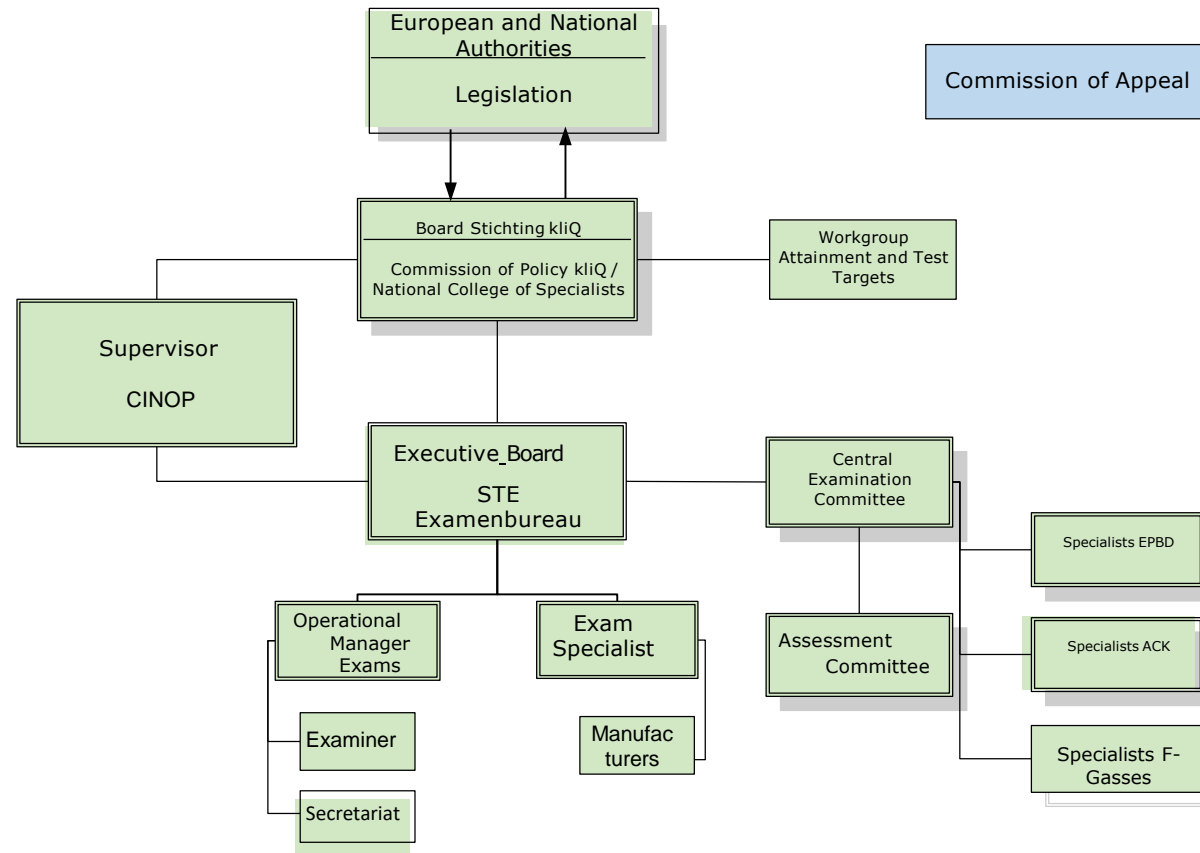 European and National
Authorities
Legislation
Commission of Appeal
Board Stichting kliQ
Commission of Policy kliQ /
National College of Specialists
Workgroup
Attainment and Test
Targets
Supervisor
CINOP
Executive_Board
STE
Examenbureau
Central
Examination
Committee
Specialists EPBD
Operational
Manager
Exams
Exam
Specialist
Assessment
Committee
Specialists ACK
Examiner
Manufac
turers
Specialists F-
Gasses
Secretariat